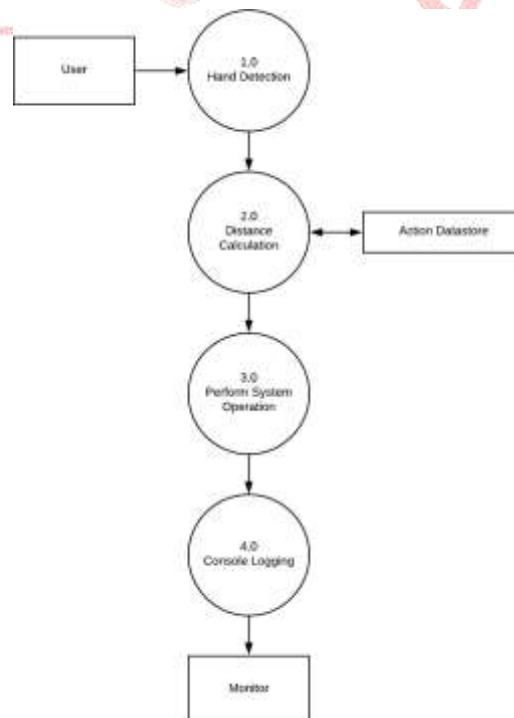 User
1.0
Hand Detection
2.0
Distance
Calculation
Action Datastore
3.0
Perform System
Operation
4.0
Console Logging
Monitor